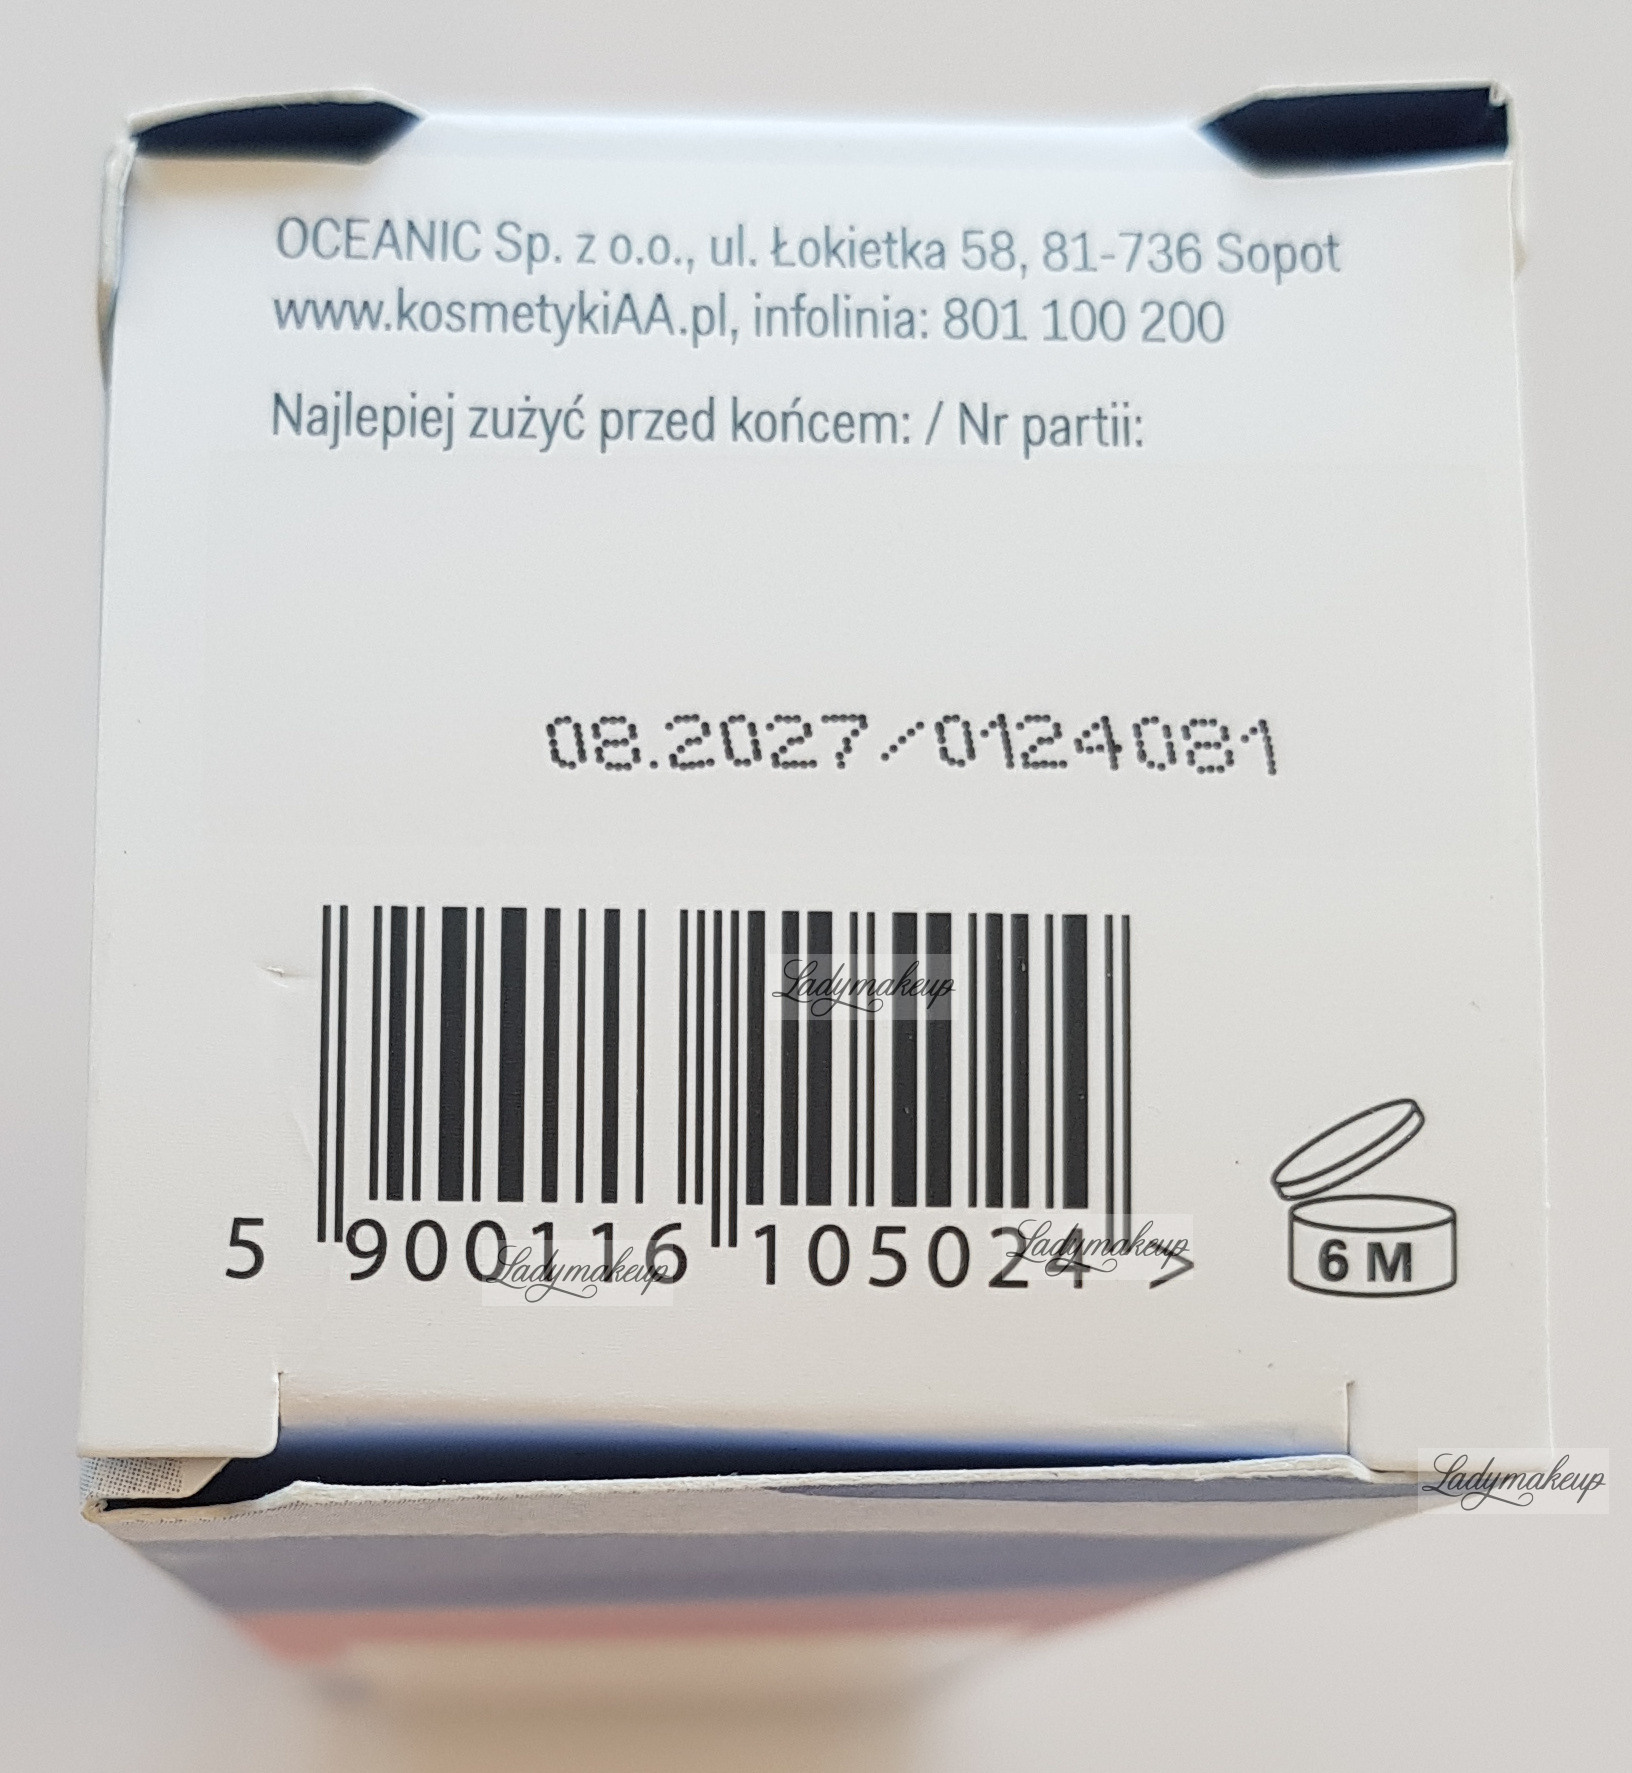 OCEANIC Sp. z o.o., ul. Łokietka 58, 81-736 Sopot
www.kosmetykiAA.pl, infolinia: 801 100 200
Najlepiej zużyć przed końcem: / Nr partii:
08.2027/0124081
Ladymakeup
5 900116 105024 >
6 M
Ladymakeup
Ladymakeup
Ladymakeup